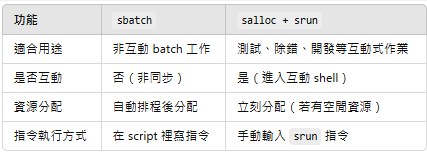 功能 sbatch salloc + srun
適合用途 非互動 batch 工作 測試、除錯、開發等互動式作業
是否互動 否（非同步） 是（進入互動 shell）
資源分配 自動排程後分配 立刻分配（若有空閒資源）
指令執行方式 在 script 裡寫指令 手動輸入 srun 指令